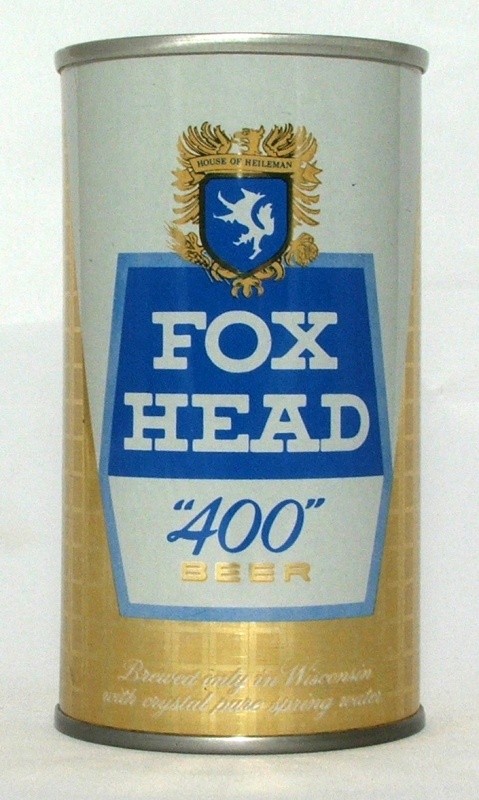 HOUSE OF HEILEMAN
FOX
HEAD
"400"
BEER
Brewed only in Wisconsin
with crystal pure spring water